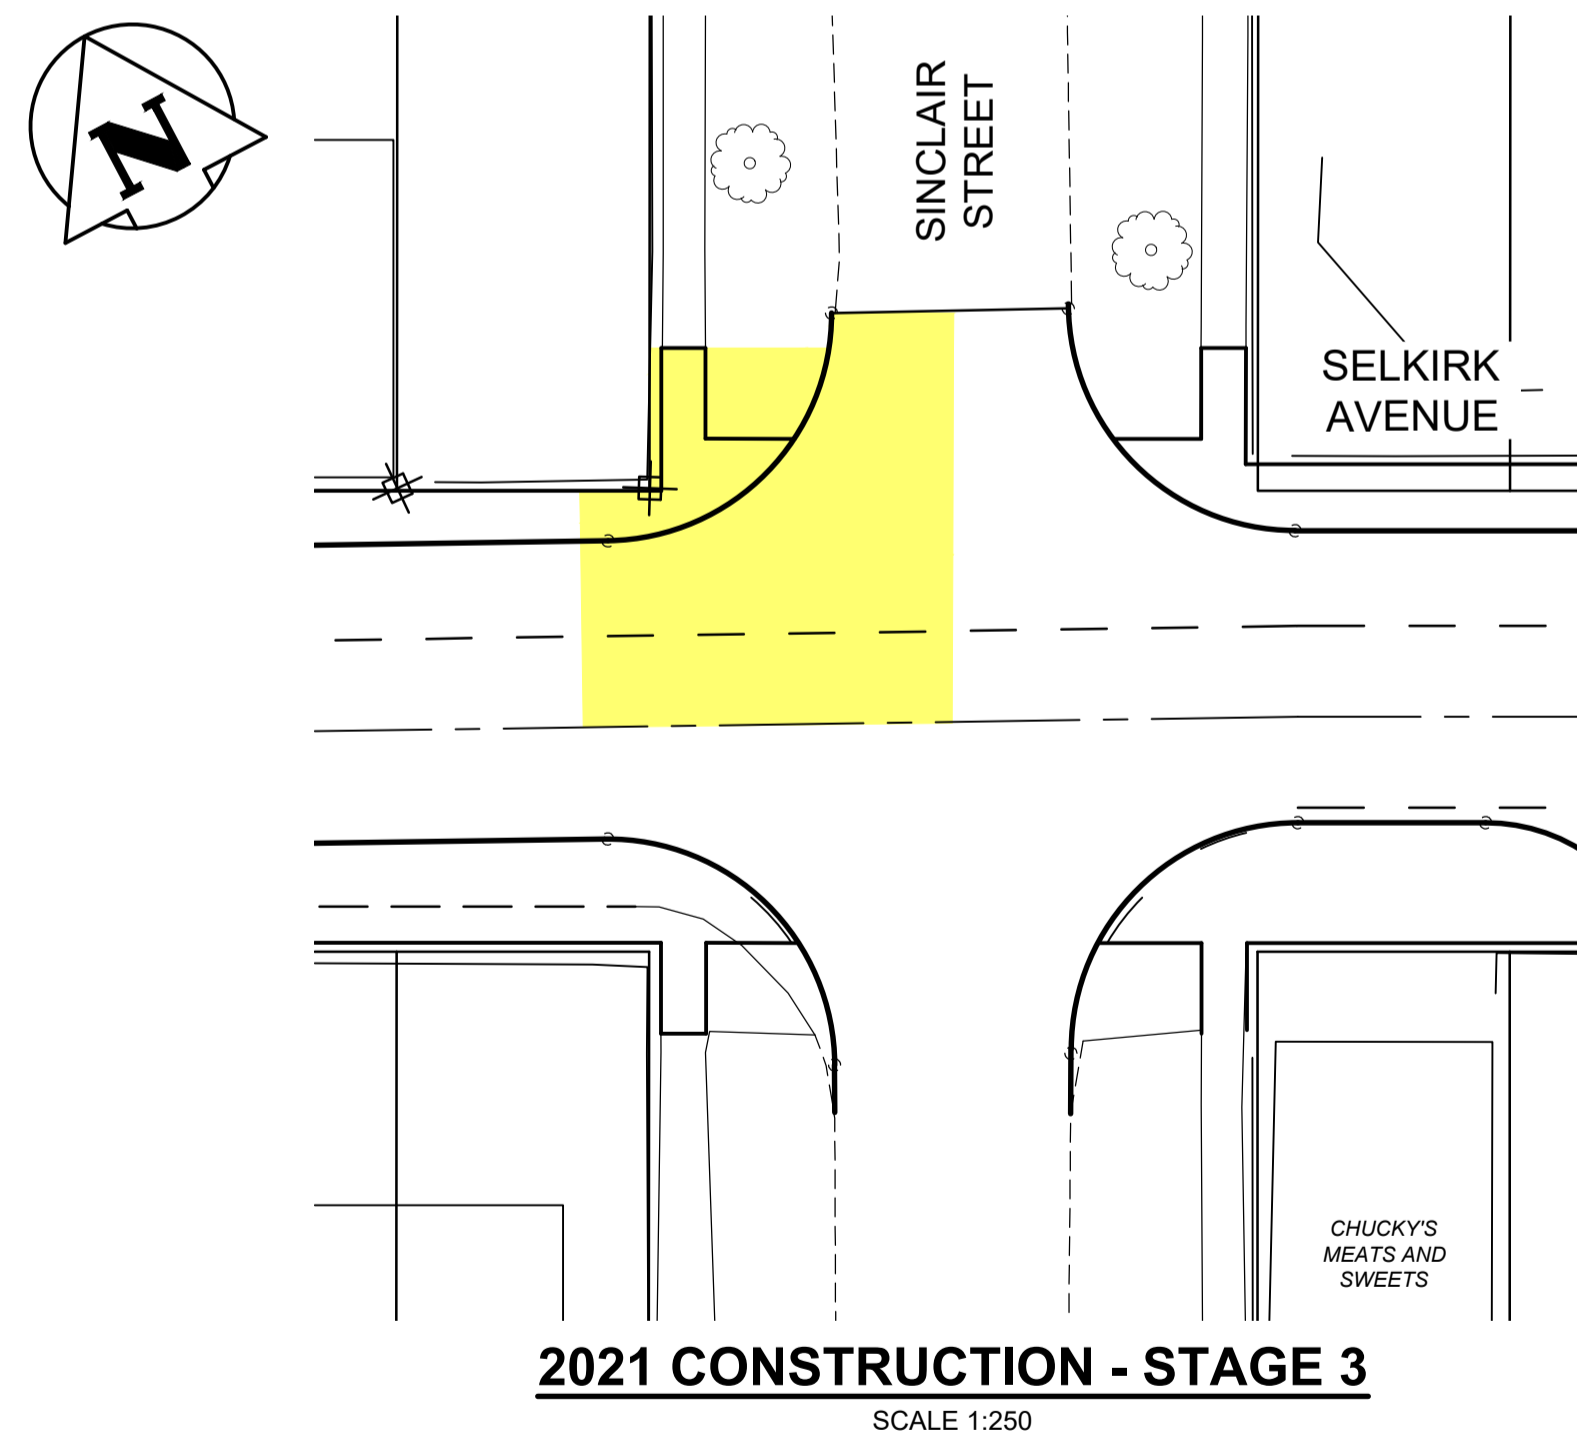 N
SINCLAIR
STREET
SELKIRK
AVENUE
CHUCKY'S
MEATS AND
SWEETS
2021 CONSTRUCTION - STAGE 3
SCALE 1:250